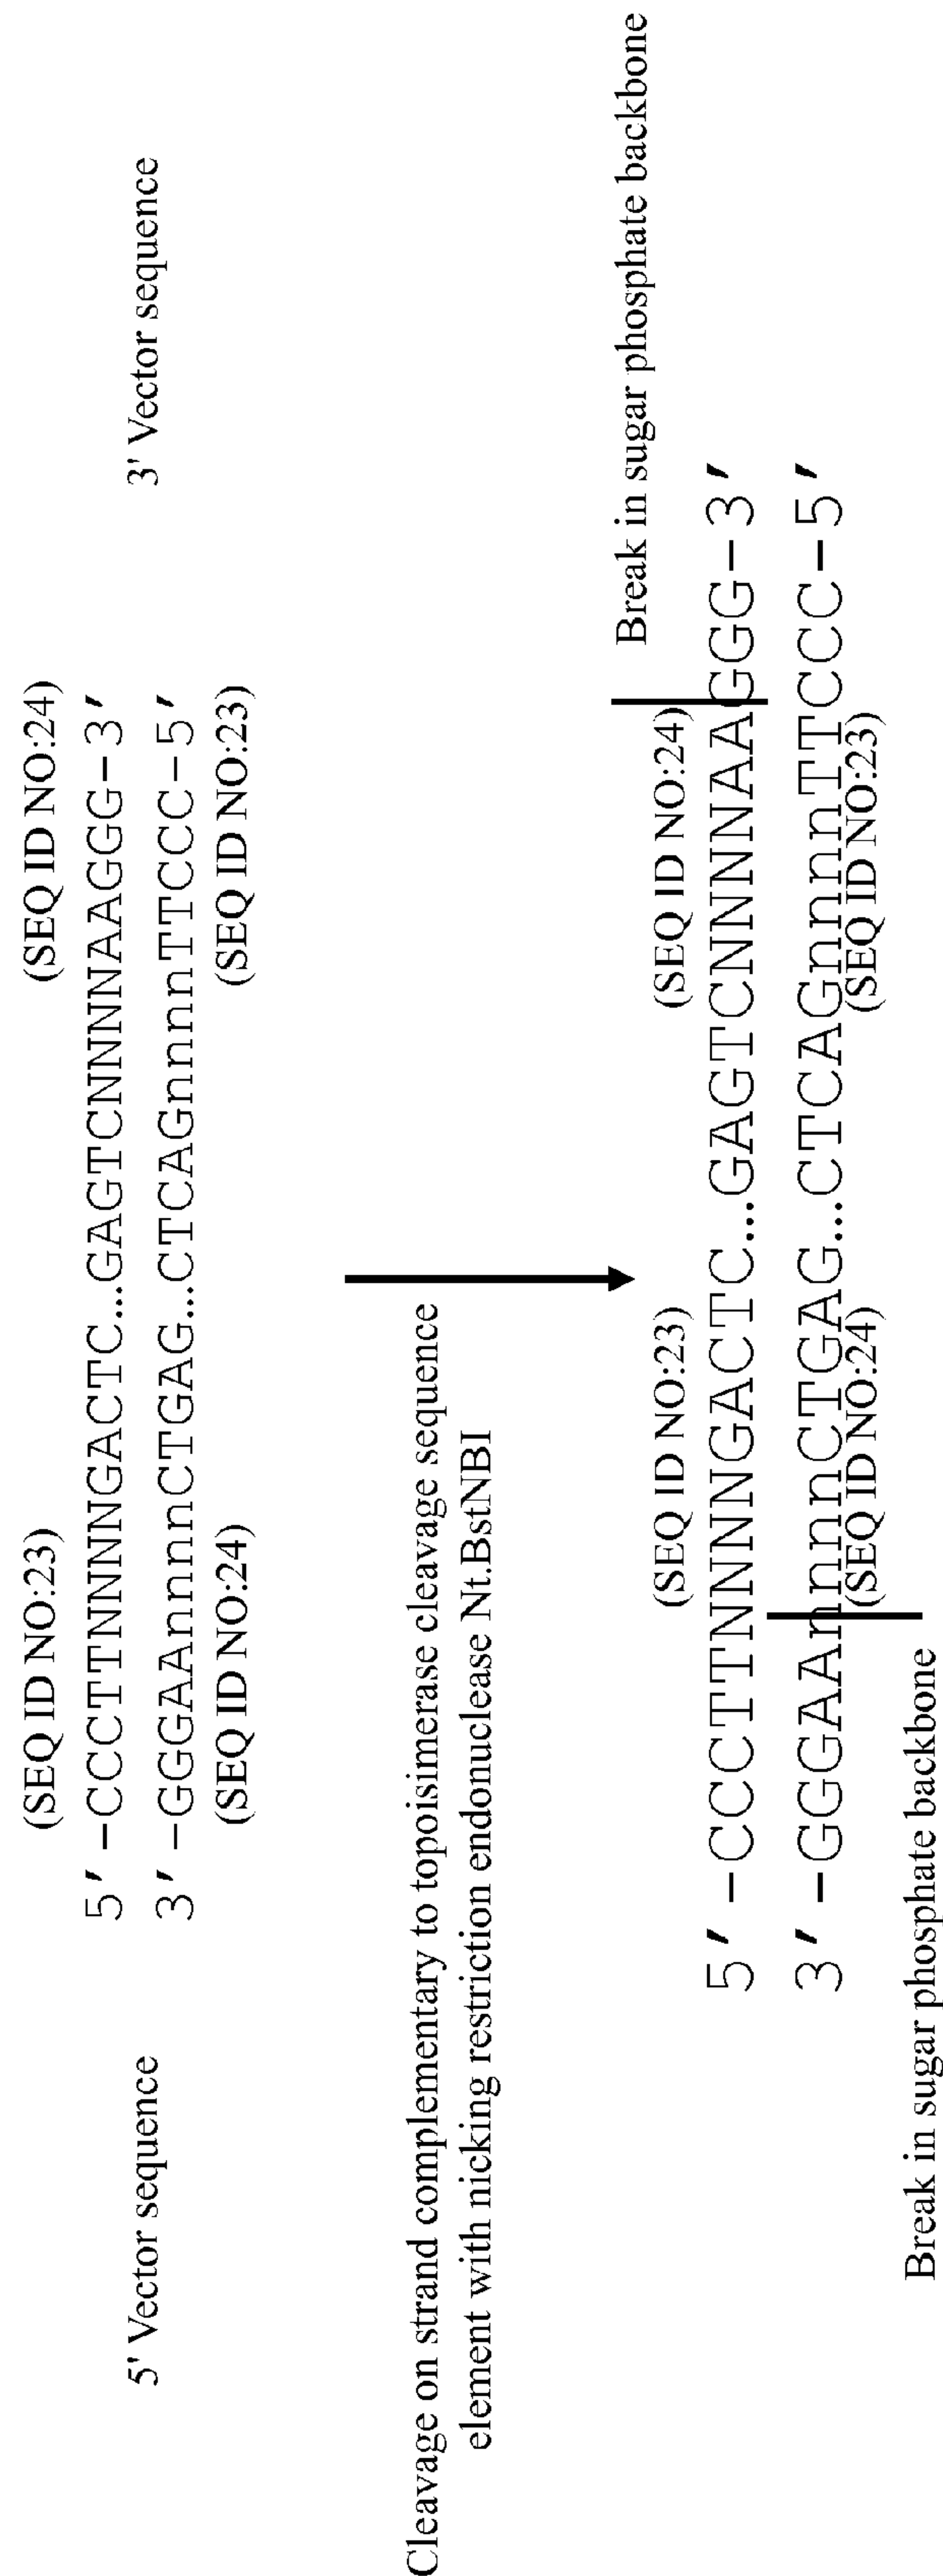 (SEQ ID NO:23) (SEQ ID NO:24)
5' Vector sequence 5'-CCCTTNNNNGACTC...GAGTCNNNNAAGGG-3' 3' Vector sequence
3'-GGGAAnnnnCTGAG...CTCAGnnnnTTCCC-5'
(SEQ ID NO:24) (SEQ ID NO:23)
Cleavage on strand complementary to topoisimerase cleavage sequence
element with nicking restriction endonuclease Nt.BstNBI
Break in sugar phosphate backbone
(SEQ ID NO:23) (SEQ ID NO:24)
5'-CCCTTNNNNGACTC...GAGTCNNNNAAGGG-3'
3'-GGGAAnnnnCTGAG...CTCAGnnnnTTCCC-5'
(SEQ ID NO:24) (SEQ ID NO:23)
Break in sugar phosphate backbone